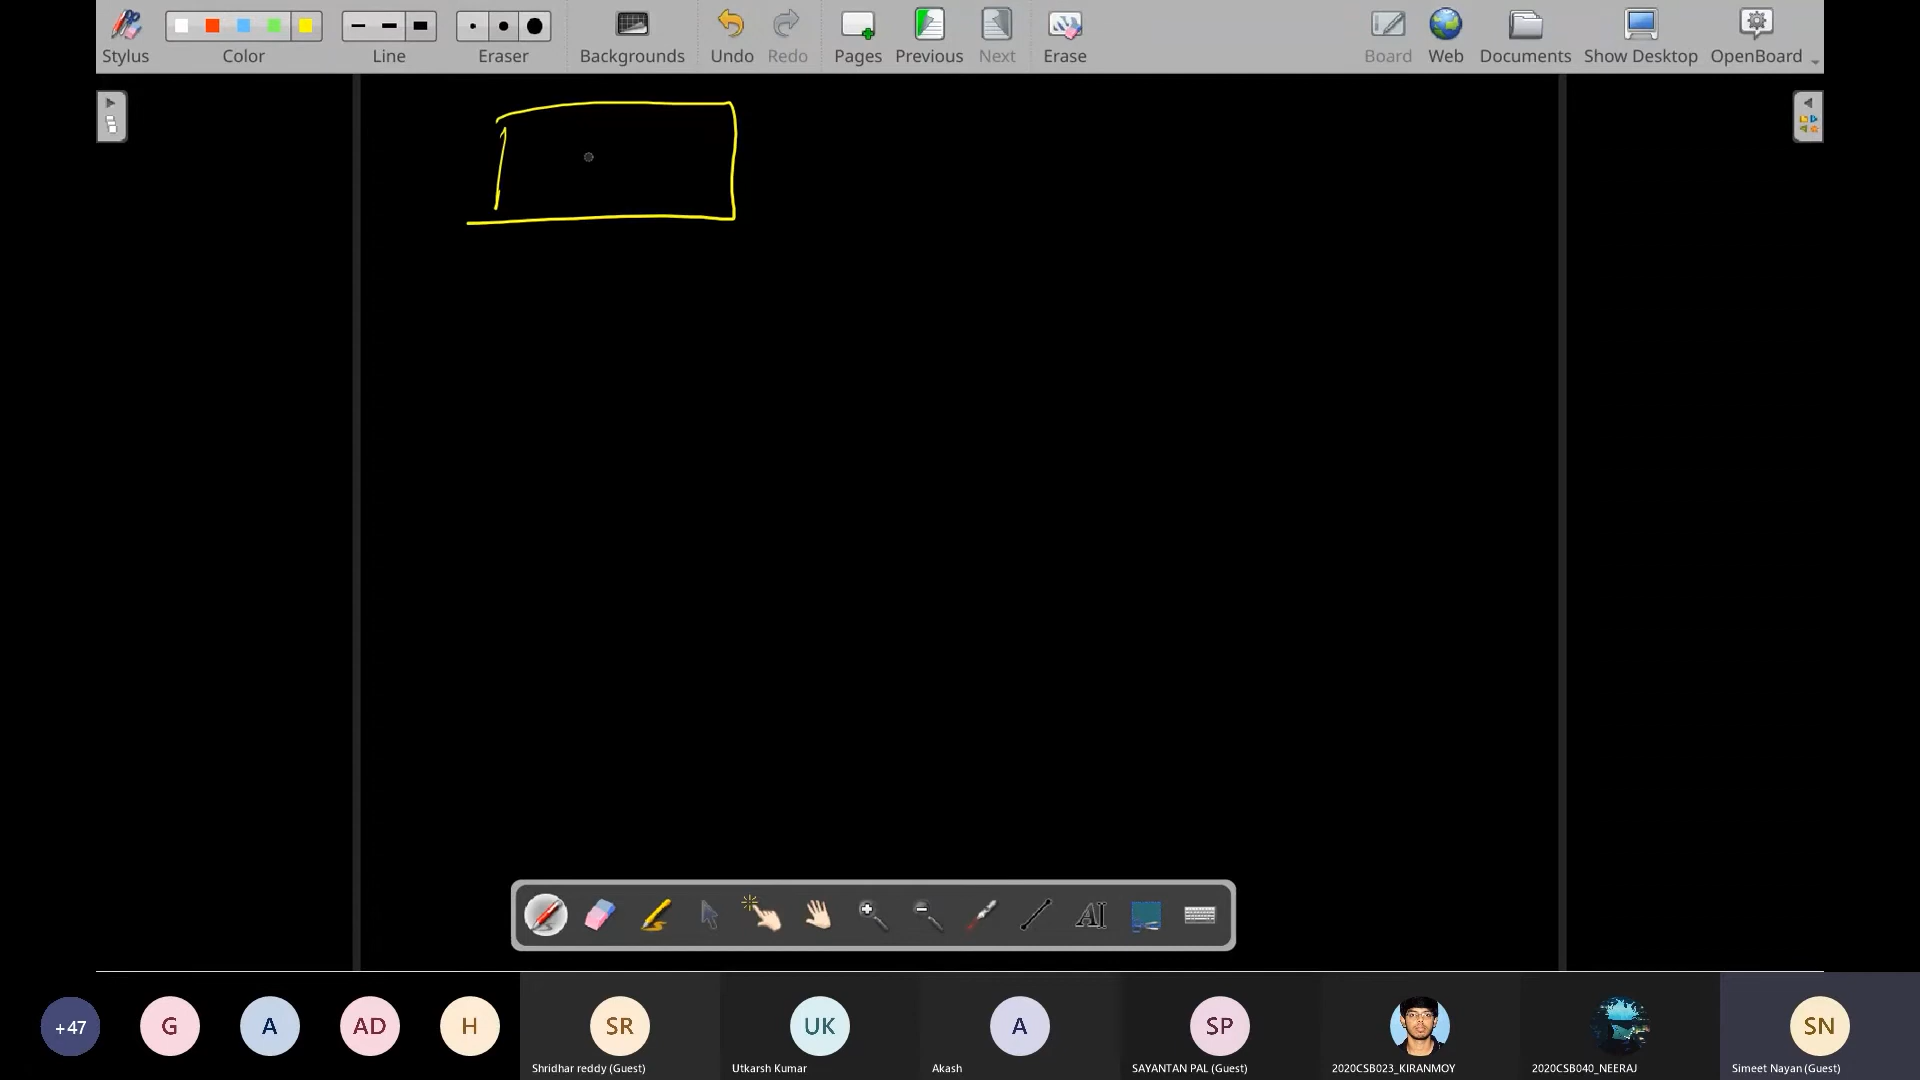 Stylus Color Line Eraser Backgrounds Undo Redo Pages Previous Next Erase Board Web Documents Show Desktop OpenBoard
AI
+47 G A AD H SR UK A SP SN
Shridhar reddy (Guest) Utkarsh Kumar Akash SAYANTAN PAL (Guest) 2020CSB023_KIRANMOY 2020CSB040_NEERAJ Simeet Nayan (Guest)